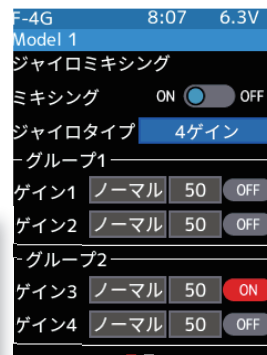 F-4G 8:07 6.3V
Model 1
ジャイロミキシング
ミキシング ON OFF
ジャイロタイプ 4ゲイン
グループ1
ゲイン1 ノーマル 50 OFF
ゲイン2 ノーマル 50 OFF
グループ2
ゲイン3 ノーマル 50 ON
ゲイン4 ノーマル 50 OFF